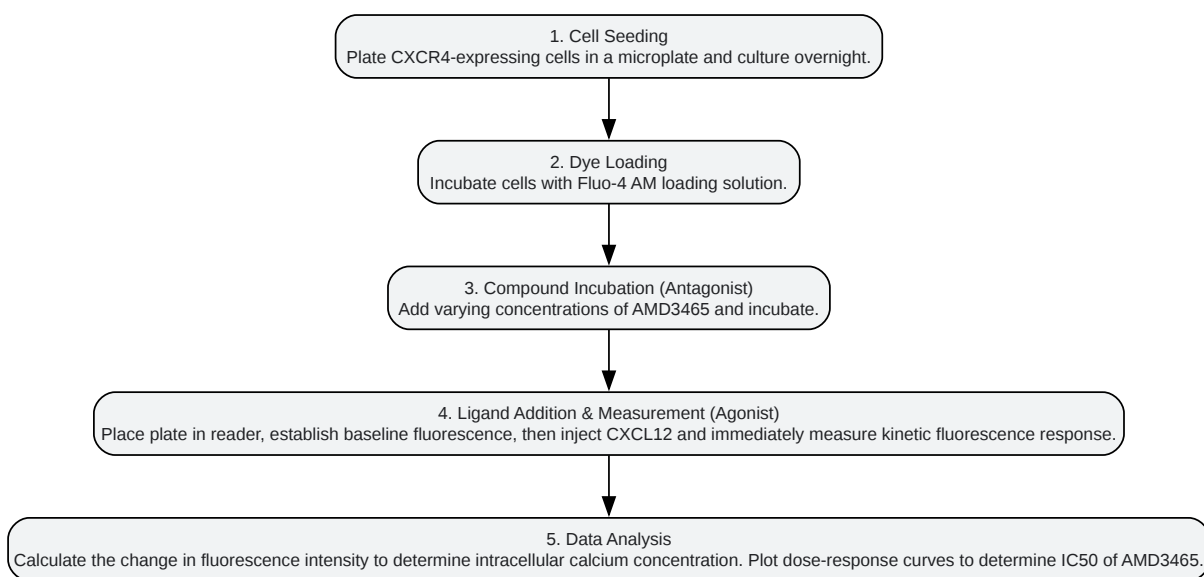 1. Cell Seeding
Plate CXCR4-expressing cells in a microplate and culture overnight.
2. Dye Loading
Incubate cells with Fluo-4 AM loading solution.
3. Compound Incubation (Antagonist)
Add varying concentrations of AMD3465 and incubate.
4. Ligand Addition & Measurement (Agonist)
Place plate in reader, establish baseline fluorescence, then inject CXCL12 and immediately measure kinetic fluorescence response.
5. Data Analysis
Calculate the change in fluorescence intensity to determine intracellular calcium concentration. Plot dose-response curves to determine IC50 of AMD3465.